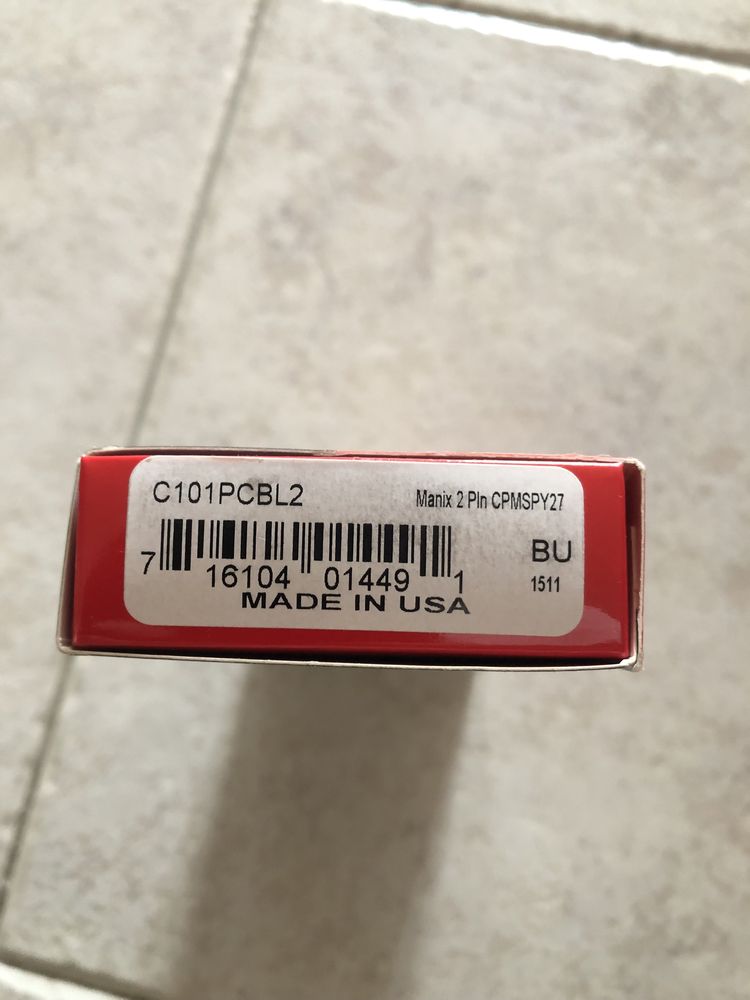 C101PCBL2
Manix 2 Pln CPMSPY27
7 16104 01449 1
BU
1511
MADE IN USA